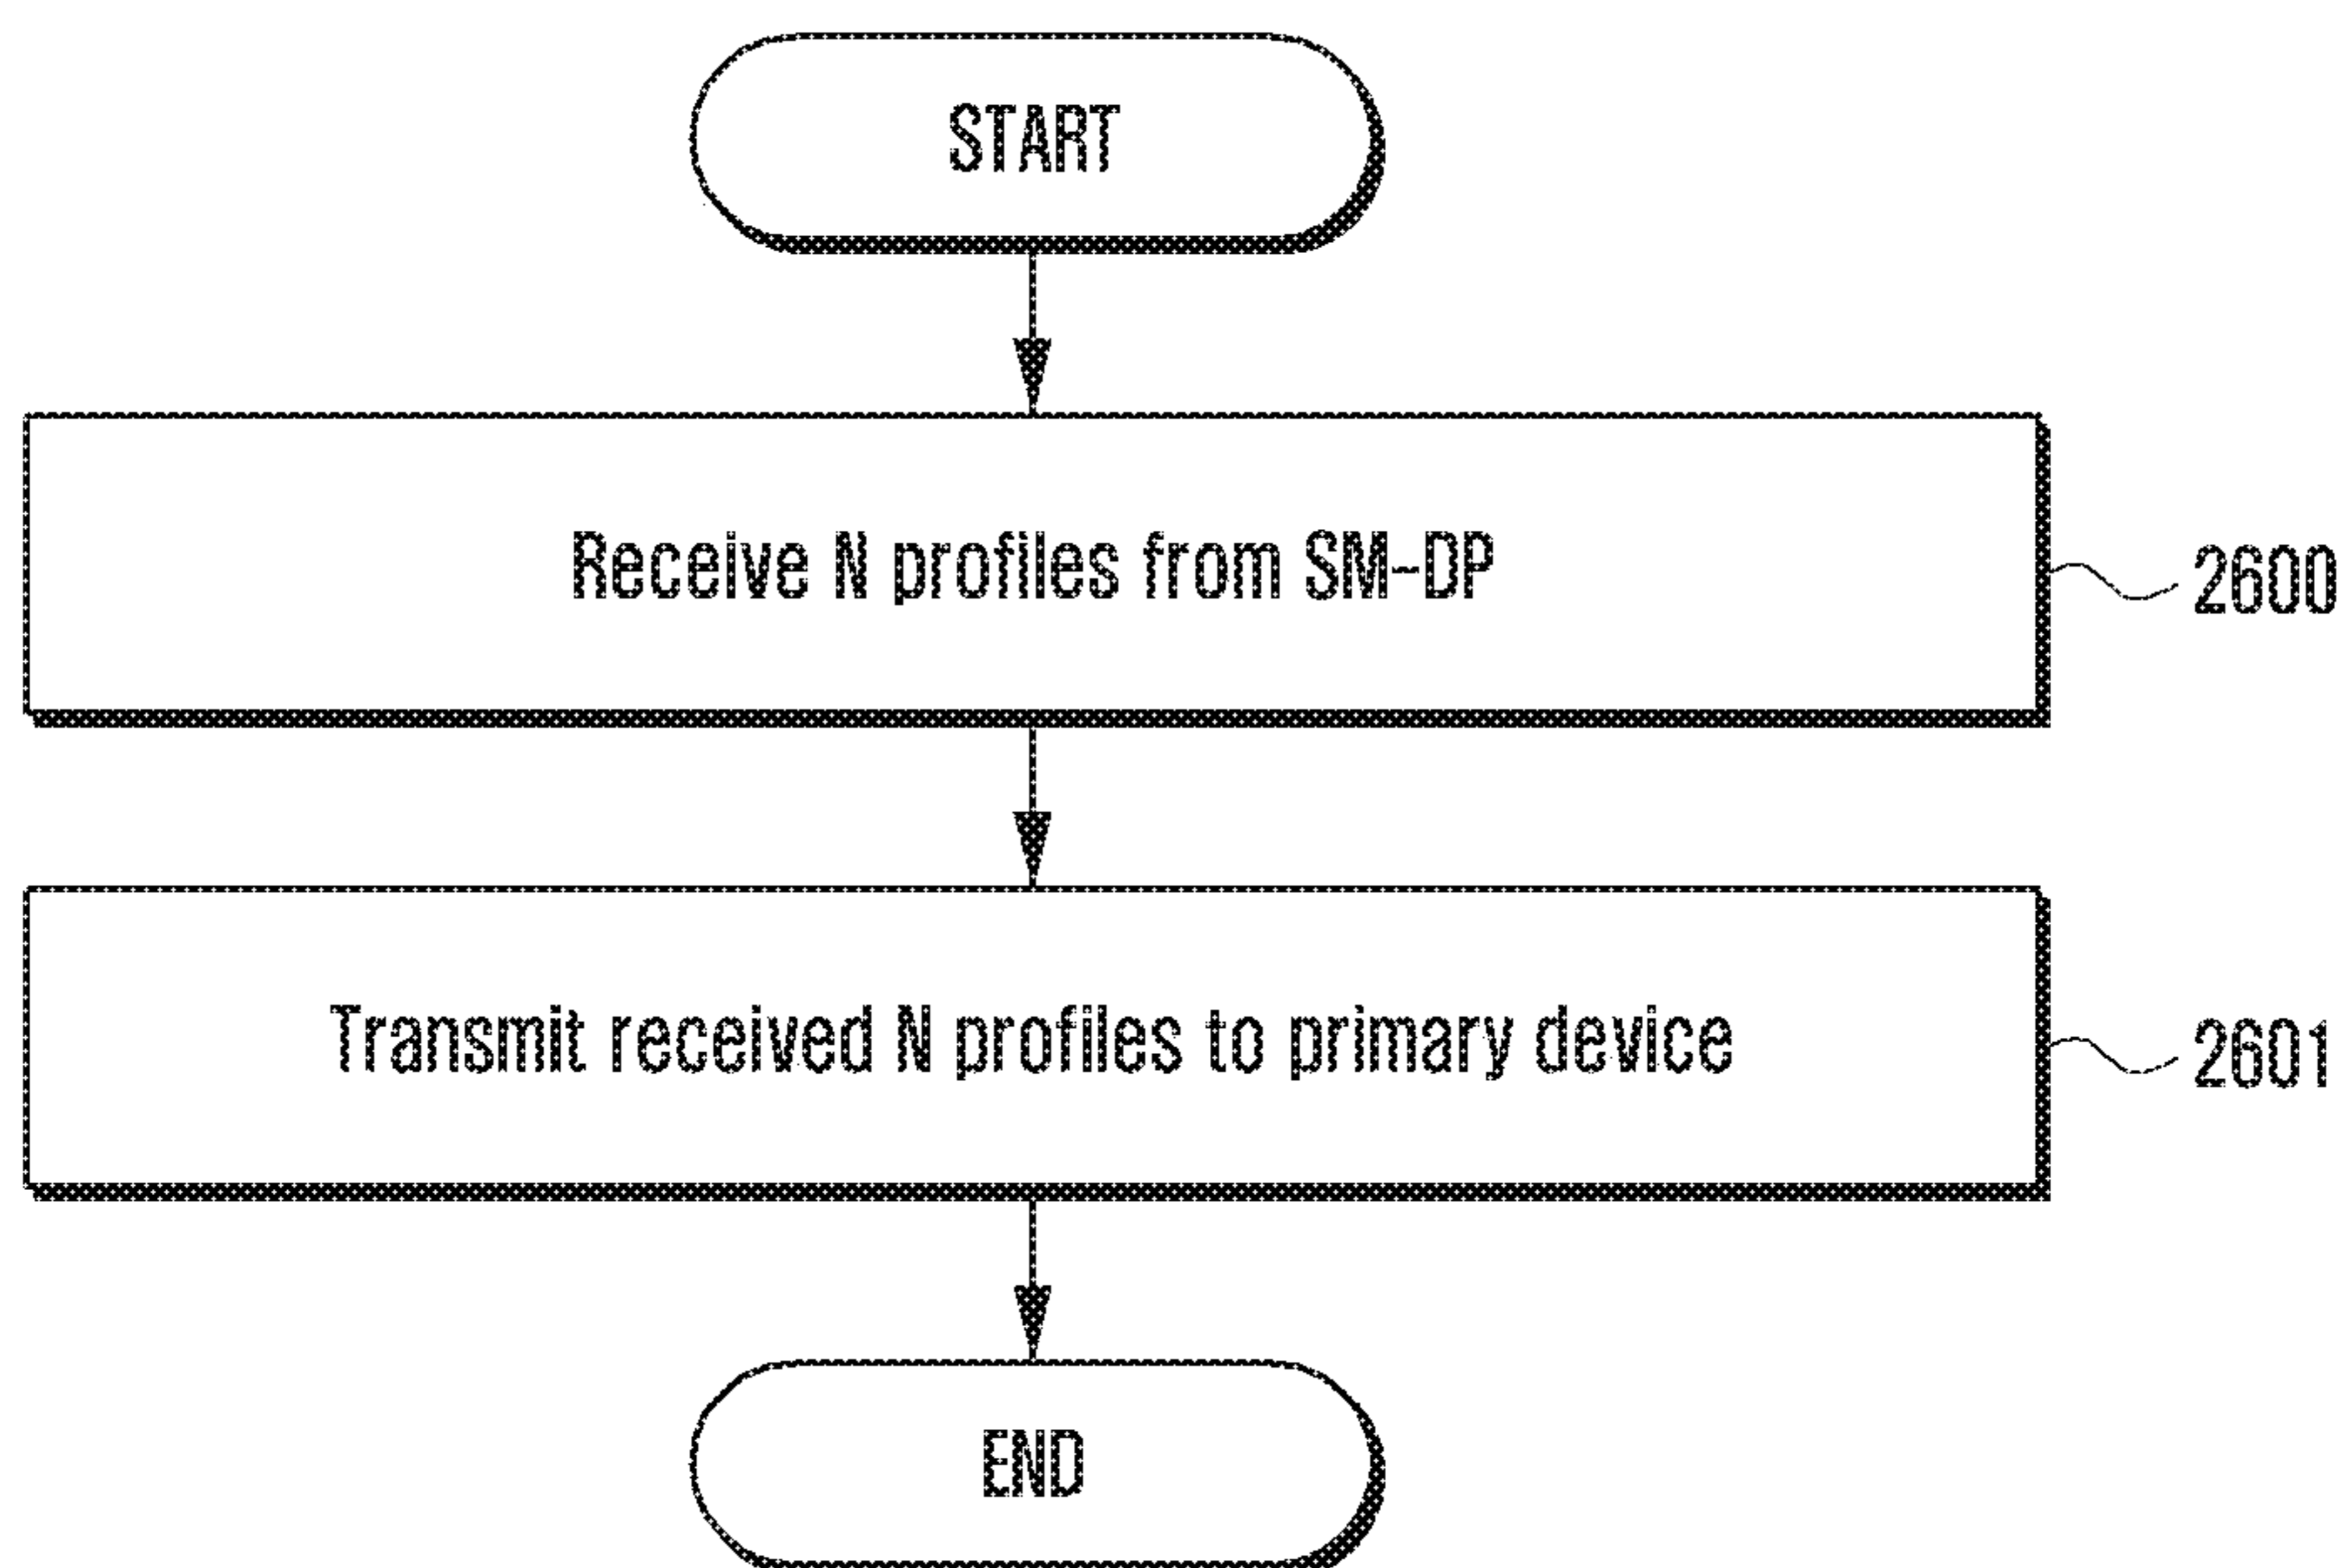 START
Receive N profiles from SM-DP
2600
Transmit received N profiles to primary device
2601
END